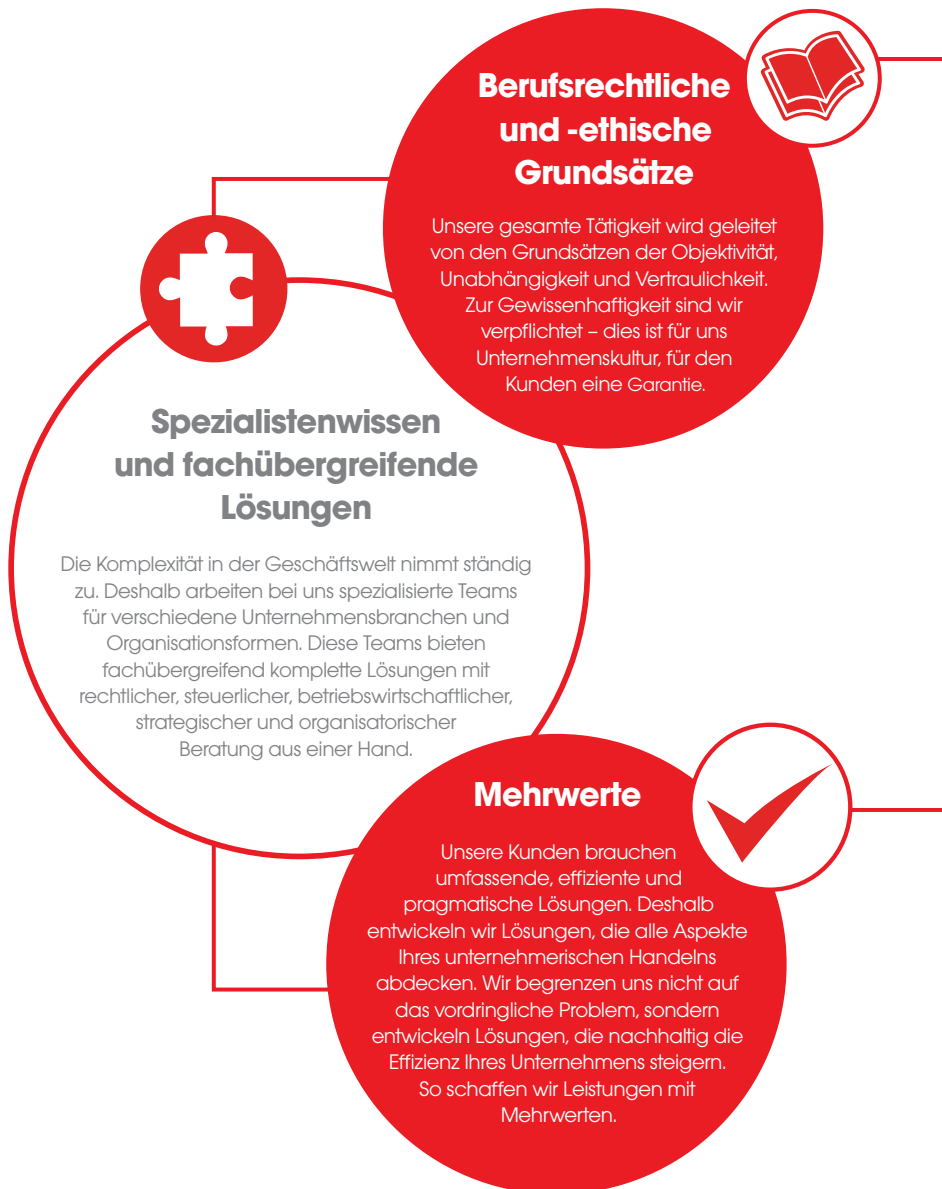 Berufsrechtliche
und -ethische
Grundsätze
Unsere gesamte Tätigkeit wird geleitet
von den Grundsätzen der Objektivität,
Unabhängigkeit und Vertraulichkeit.
Zur Gewissenhaftigkeit sind wir
verpflichtet – dies ist für uns
Unternehmenskultur, für den
Kunden eine Garantie.
Spezialistenwissen
und fachübergreifende
Lösungen
Die Komplexität in der Geschäftswelt nimmt ständig
zu. Deshalb arbeiten bei uns spezialisierte Teams
für verschiedene Unternehmensbranchen und
Organisationsformen. Diese Teams bieten
fachübergreifend komplette Lösungen mit
rechtlicher, steuerlicher, betriebswirtschaftlicher,
strategischer und organisatorischer
Beratung aus einer Hand.
Mehrwerte
Unsere Kunden brauchen
umfassende, effiziente und
pragmatische Lösungen. Deshalb
entwickeln wir Lösungen, die alle Aspekte
Ihres unternehmerischen Handelns
abdecken. Wir begrenzen uns nicht auf
das vordringliche Problem, sondern
entwickeln Lösungen, die nachhaltig die
Effizienz Ihres Unternehmens steigern.
So schaffen wir Leistungen mit
Mehrwerten.